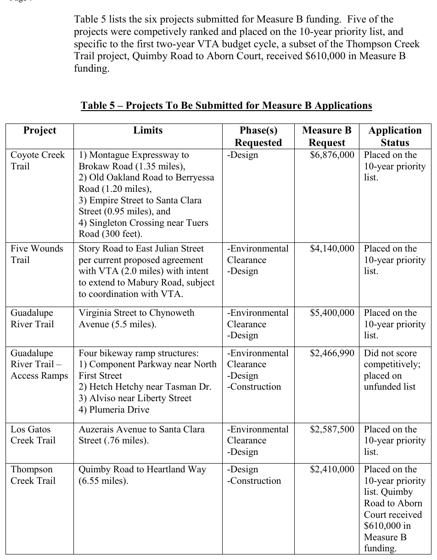 Table 5 lists the six projects submitted for Measure B funding.  Five of the
projects were competively ranked and placed on the 10-year priority list, and
specific to the first two-year VTA budget cycle, a subset of the Thompson Creek
Trail project, Quimby Road to Aborn Court, received $610,000 in Measure B
funding.
Table 5 – Projects To Be Submitted for Measure B Applications
Project Limits Phase(s) Requested Measure B Request Application Status
Coyote Creek Trail
1) Montague Expressway to
Brokaw Road (1.35 miles),
2) Old Oakland Road to Berryessa
Road (1.20 miles),
3) Empire Street to Santa Clara
Street (0.95 miles), and
4) Singleton Crossing near Tuers
Road (300 feet).
-Design
$6,876,000
Placed on the
10-year priority
list.
Five Wounds
Trail
Story Road to East Julian Street
per current proposed agreement
with VTA (2.0 miles) with intent
to extend to Mabury Road, subject
to coordination with VTA.
-Environmental
Clearance
-Design
$4,140,000
Placed on the
10-year priority
list.
Guadalupe
River Trail
Virginia Street to Chynoweth
Avenue (5.5 miles).
-Environmental
Clearance
-Design
$5,400,000
Placed on the
10-year priority
list.
Guadalupe
River Trail –
Access Ramps
Four bikeway ramp structures:
1) Component Parkway near North
First Street
2) Hetch Hetchy near Tasman Dr.
3) Alviso near Liberty Street
4) Plumeria Drive
-Environmental
Clearance
-Design
-Construction
$2,466,990
Did not score
competitively;
placed on
unfunded list
Los Gatos
Creek Trail
Auzerais Avenue to Santa Clara
Street (.76 miles).
-Environmental
Clearance
-Design
$2,587,500
Placed on the
10-year priority
list.
Thompson
Creek Trail
Quimby Road to Heartland Way
(6.55 miles).
-Design
-Construction
$2,410,000
Placed on the
10-year priority
list. Quimby
Road to Aborn
Court received
$610,000 in
Measure B
funding.